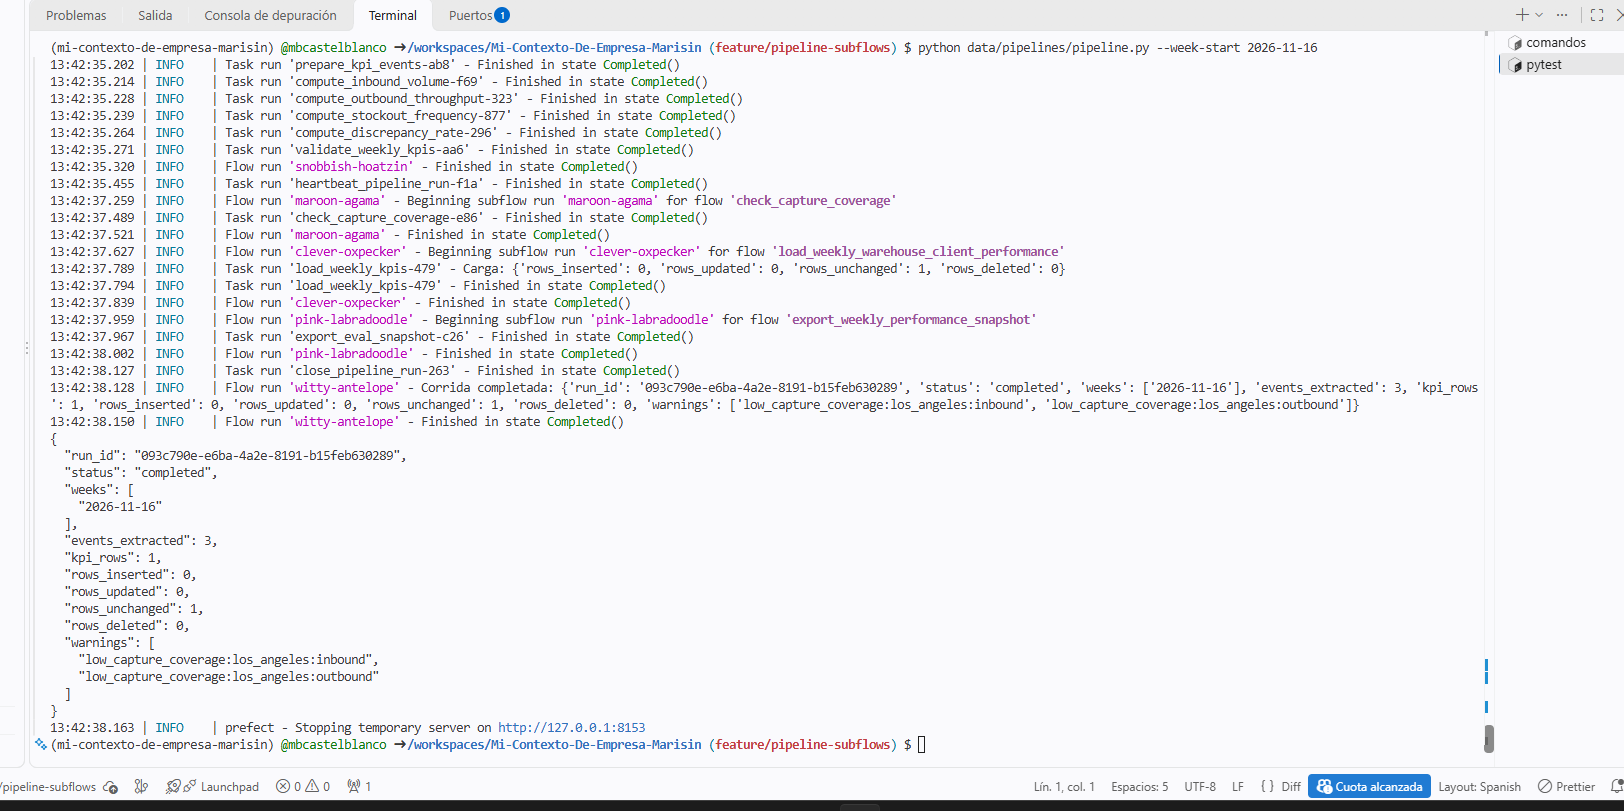 Problemas Salida Consola de depuración Terminal Puertos 1
(mi-contexto-de-empresa-marisin) @mbcastelblanco ➔/workspaces/Mi-Contexto-De-Empresa-Marisin (feature/pipeline-subflows) $ python data/pipelines/pipeline.py --week-start 2026-11-16
13:42:35.202 | INFO | Task run 'prepare_kpi_events-ab8' - Finished in state Completed()
13:42:35.214 | INFO | Task run 'compute_inbound_volume-f69' - Finished in state Completed()
13:42:35.228 | INFO | Task run 'compute_outbound_throughput-323' - Finished in state Completed()
13:42:35.239 | INFO | Task run 'compute_stockout_frequency-877' - Finished in state Completed()
13:42:35.264 | INFO | Task run 'compute_discrepancy_rate-296' - Finished in state Completed()
13:42:35.271 | INFO | Task run 'validate_weekly_kpis-aa6' - Finished in state Completed()
13:42:35.320 | INFO | Flow run 'snobbish-hoatzin' - Finished in state Completed()
13:42:35.455 | INFO | Task run 'heartbeat_pipeline_run-f1a' - Finished in state Completed()
13:42:37.259 | INFO | Flow run 'maroon-agama' - Beginning subflow run 'maroon-agama' for flow 'check_capture_coverage'
13:42:37.489 | INFO | Task run 'check_capture_coverage-e86' - Finished in state Completed()
13:42:37.521 | INFO | Flow run 'maroon-agama' - Finished in state Completed()
13:42:37.627 | INFO | Flow run 'clever-oxpecker' - Beginning subflow run 'clever-oxpecker' for flow 'load_weekly_warehouse_client_performance'
13:42:37.789 | INFO | Task run 'load_weekly_kpis-479' - Carga: {'rows_inserted': 0, 'rows_updated': 0, 'rows_unchanged': 1, 'rows_deleted': 0}
13:42:37.794 | INFO | Task run 'load_weekly_kpis-479' - Finished in state Completed()
13:42:37.839 | INFO | Flow run 'clever-oxpecker' - Finished in state Completed()
13:42:37.959 | INFO | Flow run 'pink-labradoodle' - Beginning subflow run 'pink-labradoodle' for flow 'export_weekly_performance_snapshot'
13:42:37.967 | INFO | Task run 'export_eval_snapshot-c26' - Finished in state Completed()
13:42:38.002 | INFO | Flow run 'pink-labradoodle' - Finished in state Completed()
13:42:38.127 | INFO | Task run 'close_pipeline_run-263' - Finished in state Completed()
13:42:38.128 | INFO | Flow run 'witty-antelope' - Corrida completada: {'run_id': '093c790e-e6ba-4a2e-8191-b15feb630289', 'status': 'completed', 'weeks': ['2026-11-16'], 'events_extracted': 3, 'kpi_rows
': 1, 'rows_inserted': 0, 'rows_updated': 0, 'rows_unchanged': 1, 'rows_deleted': 0, 'warnings': ['low_capture_coverage:los_angeles:inbound', 'low_capture_coverage:los_angeles:outbound']}
13:42:38.150 | INFO | Flow run 'witty-antelope' - Finished in state Completed()
{
"run_id": "093c790e-e6ba-4a2e-8191-b15feb630289",
"status": "completed",
"weeks": [
"2026-11-16"
],
"events_extracted": 3,
"kpi_rows": 1,
"rows_inserted": 0,
"rows_updated": 0,
"rows_unchanged": 1,
"rows_deleted": 0,
"warnings": [
"low_capture_coverage:los_angeles:inbound",
"low_capture_coverage:los_angeles:outbound"
]
}
13:42:38.163 | INFO | prefect - Stopping temporary server on http://127.0.0.1:8153
(mi-contexto-de-empresa-marisin) @mbcastelblanco ➔/workspaces/Mi-Contexto-De-Empresa-Marisin (feature/pipeline-subflows) $
comandos
pytest
/pipeline-subflows Launchpad 0 0 1 Lín. 1, col. 1 Espacios: 5 UTF-8 LF { } Diff Cuota alcanzada Layout: Spanish Prettier